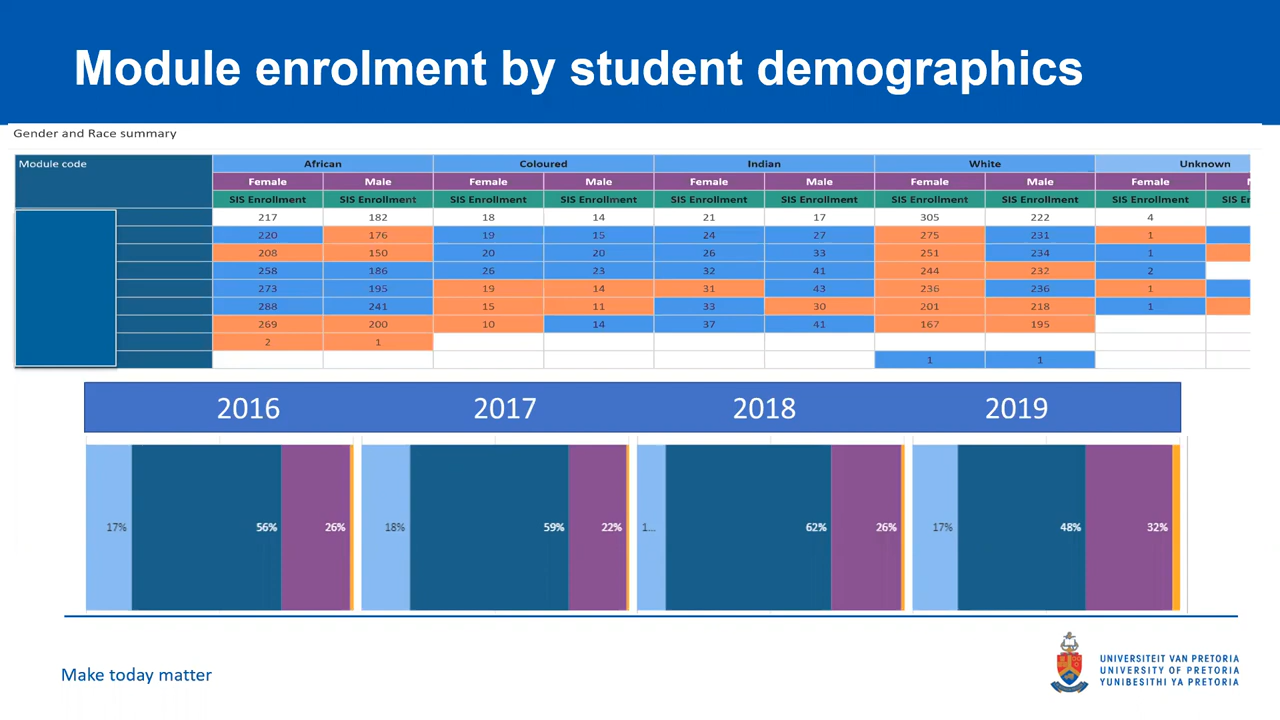 Module enrolment by student demographics
Gender and Race summary
Module code African Coloured Indian White Unknown
Female Male Female Male Female Male Female Male Female
SIS Enrollment SIS Enrollment SIS Enrollment SIS Enrollment SIS Enrollment SIS Enrollment SIS Enrollment SIS Enrollment SIS Enrollment SIS Er
217 182 18 14 21 17 305 222 4
220 176 19 15 24 27 275 231 1
208 150 20 20 26 33 251 234 1
258 186 26 23 32 41 244 232 2
273 195 19 14 31 43 236 236 1
288 241 15 11 33 30 201 218 1
269 200 10 14 37 41 167 195
2 1
1 1
2016 2017 2018 2019
17% 56% 26% 18% 59% 22% 1... 62% 26% 17% 48% 32%
Make today matter
UNIVERSITEIT VAN PRETORIA
UNIVERSITY OF PRETORIA
YUNIBESITHI YA PRETORIA